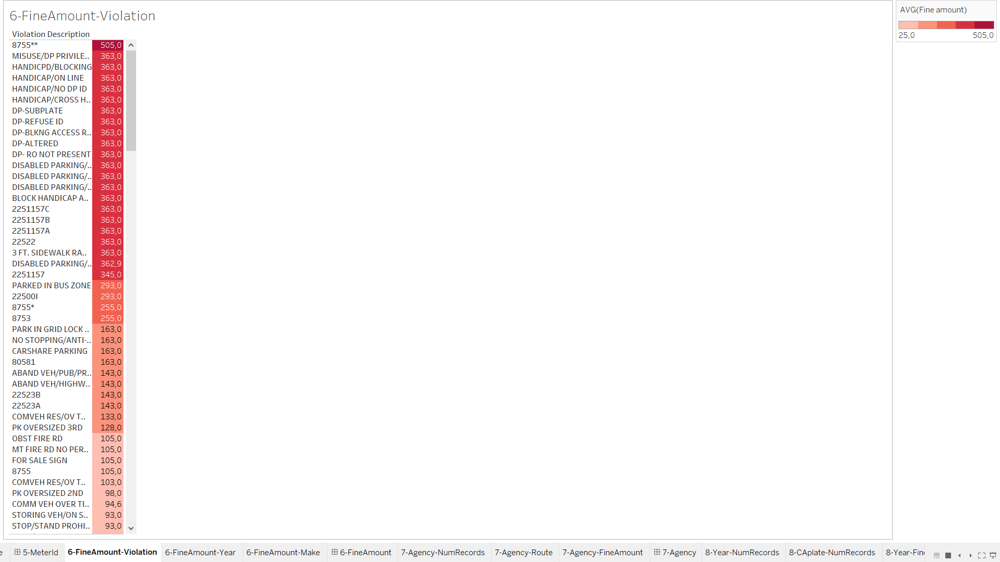 6-FineAmount-Violation
Violation Description
8755** 505,0
MISUSE/DP PRIVILE.. 363,0
HANDICPD/BLOCKING 363,0
HANDICAP/ON LINE 363,0
HANDICAP/NO DP ID 363,0
HANDICAP/CROSS H.. 363,0
DP-SUBPLATE 363,0
DP-REFUSE ID 363,0
DP-BLKNG ACCESS R.. 363,0
DP-ALTERED 363,0
DP- RO NOT PRESENT 363,0
DISABLED PARKING/.. 363,0
DISABLED PARKING/.. 363,0
DISABLED PARKING/.. 363,0
BLOCK HANDICAP A.. 363,0
2251157C 363,0
2251157B 363,0
2251157A 363,0
22522 363,0
3 FT. SIDEWALK RA.. 363,0
DISABLED PARKING/.. 362,9
2251157 345,0
PARKED IN BUS ZONE 293,0
22500I 293,0
8755* 255,0
8753 255,0
PARK IN GRID LOCK .. 163,0
NO STOPPING/ANTI-.. 163,0
CARSHARE PARKING 163,0
80581 163,0
ABAND VEH/PUB/PR.. 143,0
ABAND VEH/HIGHW.. 143,0
22523B 143,0
22523A 143,0
COMVEH RES/OV T.. 133,0
PK OVERSIZED 3RD 128,0
OBST FIRE RD 105,0
MT FIRE RD NO PER.. 105,0
FOR SALE SIGN 105,0
8755 105,0
COMVEH RES/OV T.. 103,0
PK OVERSIZED 2ND 98,0
COMM VEH OVER TI.. 94,6
STORING VEH/ON S.. 93,0
STOP/STAND PROHI.. 93,0
AVG(Fine amount)
25,0 505,0
e 5-MeterId 6-FineAmount-Violation 6-FineAmount-Year 6-FineAmount-Make 6-FineAmount 7-Agency-NumRecords 7-Agency-Route 7-Agency-FineAmount 7-Agency 8-Year-NumRecords 8-CAplate-NumRecords 8-Year-Fin